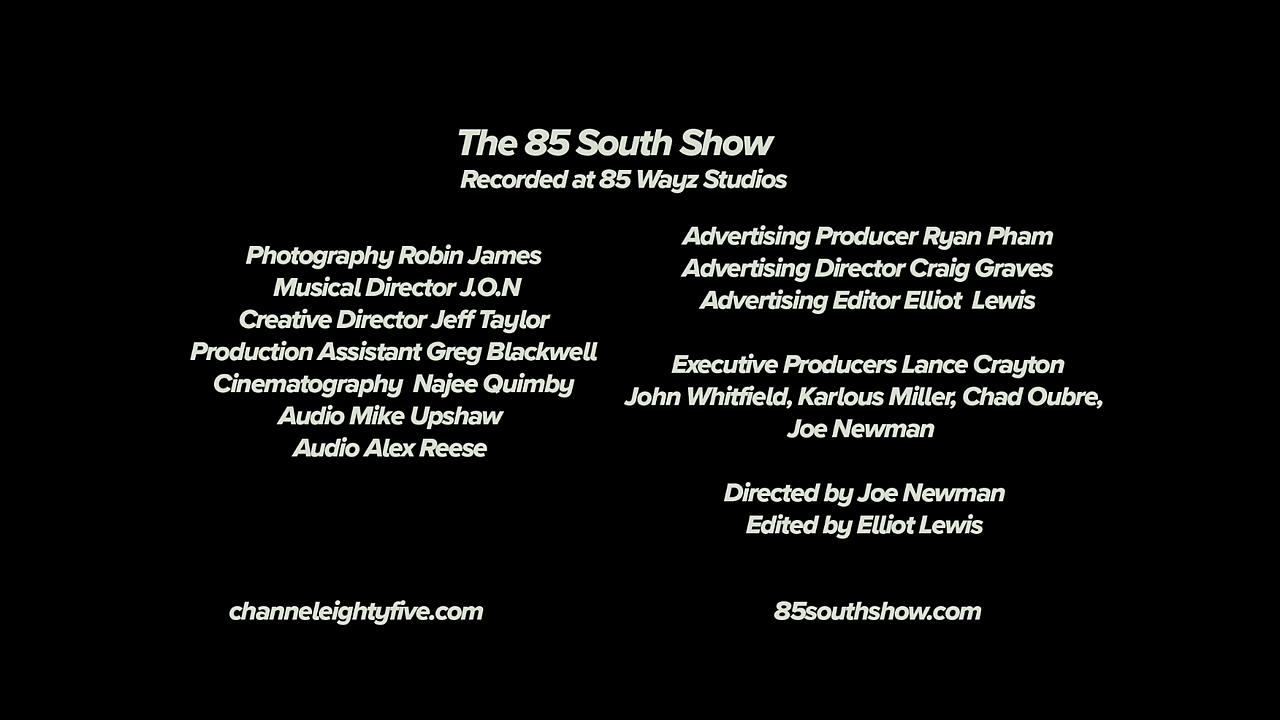 The 85 South Show
Recorded at 85 Wayz Studios
Photography Robin James
Musical Director J.O.N
Creative Director Jeff Taylor
Production Assistant Greg Blackwell
Cinematography  Najee Quimby
Audio Mike Upshaw
Audio Alex Reese
Advertising Producer Ryan Pham
Advertising Director Craig Graves
Advertising Editor Elliot  Lewis
Executive Producers Lance Crayton
John Whitfield, Karlous Miller, Chad Oubre,
Joe Newman
Directed by Joe Newman
Edited by Elliot Lewis
channeleightyfive.com
85southshow.com